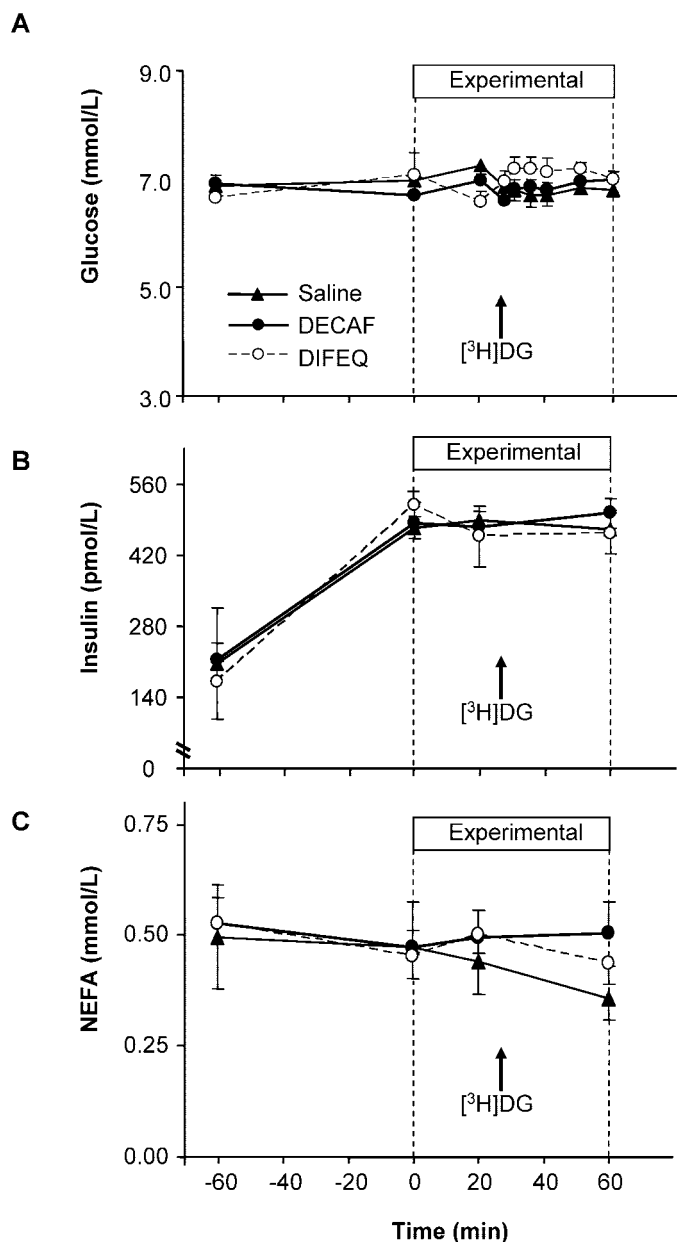 A
Glucose (mmol/L)
9.0
7.0
5.0
3.0
Experimental
Saline
DECAF
DIFEQ
[³H]DG
B
Insulin (pmol/L)
560
420
280
140
0
Experimental
[³H]DG
C
NEFA (mmol/L)
0.75
0.50
0.25
0.00
Experimental
[³H]DG
-60 -40 -20 0 20 40 60
Time (min)